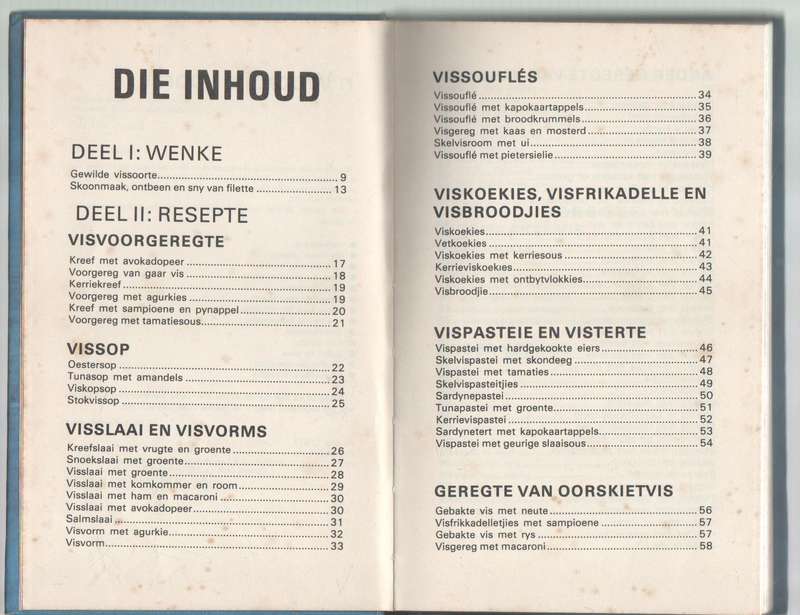 DIE INHOUD
DEEL I: WENKE
Gewilde vissoorte 9
Skoonmaak, ontbeen en sny van filette 13
DEEL II: RESEPTE
VISVOORGEREGTE
Kreef met avokadopeer 17
Voorgereg van gaar vis 18
Kerriekreef 19
Voorgereg met agurkies 19
Kreef met sampioene en pynappel 20
Voorgereg met tamatiesous 21
VISSOP
Oestersop 22
Tunasop met amandels 23
Viskopsop 24
Stokvissop 25
VISSLAAI EN VISVORMS
Kreefslaai met vrugte en groente 26
Snoekslaai met groente 27
Visslaai met groente 28
Visslaai met komkommer en room 29
Visslaai met ham en macaroni 30
Visslaai met avokadopeer 30
Salmslaai 31
Visvorm met agurkie 32
Visvorm 33
VISSOUFLÉS
Vissouflé 34
Vissouflé met kapokaartappels 35
Vissouflé met broodkrummels 36
Visgereg met kaas en mosterd 37
Skelvisroom met ui 38
Vissouflé met pietersielie 39
VISKOEKIES, VISFRIKADELLE EN
VISBROODJIES
Viskoekies 41
Vetkoekies 41
Viskoekies met kerriesous 42
Kerrieviskoekies 43
Viskoekies met ontbytvlokkies 44
Visbroodjie 45
VISPASTEIE EN VISTERTE
Vispastei met hardgekookte eiers 46
Skelvispastei met skondeeg 47
Vispastei met tamaties 48
Skelvispasteitjies 49
Sardynepastei 50
Tunapastei met groente 51
Kerrievispastei 52
Sardynetert met kapokaartappels 53
Vispastei met geurige slaaisous 54
GEREGTE VAN OORSKIETVIS
Gebakte vis met neute 56
Visfrikkadelletjies met sampioene 57
Gebakte vis met rys 57
Visgereg met macaroni 58